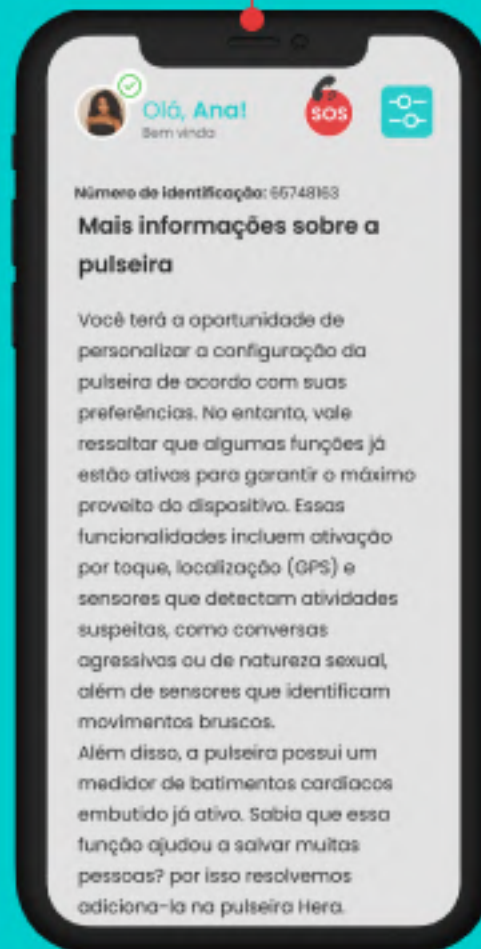 Olá, Ana!
Bem vinda
SOS
Número de identificação: 65748163
Mais informações sobre a
pulseira
Você terá a oportunidade de
personalizar a configuração da
pulseira de acordo com suas
preferências. No entanto, vale
ressaltar que algumas funções já
estão ativas para garantir o máximo
proveito do dispositivo. Essas
funcionalidades incluem ativação
por toque, localização (GPS) e
sensores que detectam atividades
suspeitas, como conversas
agressivas ou de natureza sexual,
além de sensores que identificam
movimentos bruscos.
Além disso, a pulseira possui um
medidor de batimentos cardíacos
embutido já ativo. Sabia que essa
função ajudou a salvar muitas
pessoas? por isso resolvemos
adiciona-la na pulseira Hera.